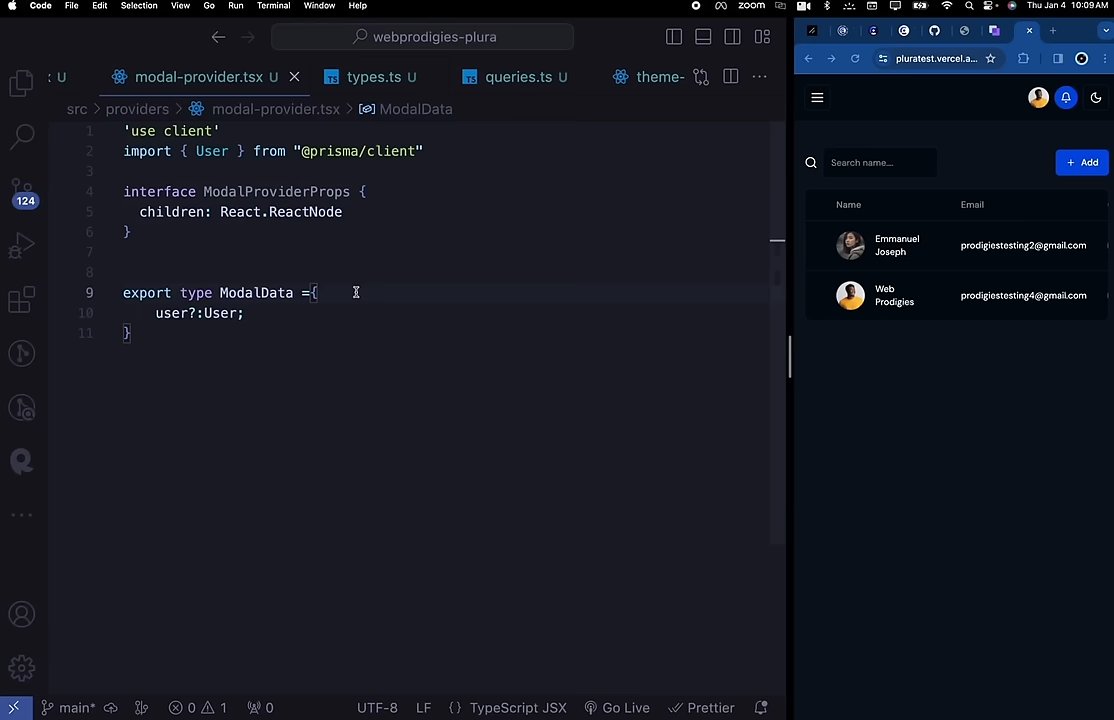 Code File Edit Selection View Go Run Terminal Window Help zoom Thu Jan 4 10:09 AM
webprodigies-plura
: U modal-provider.tsx U types.ts U queries.ts U theme-
src > providers > modal-provider.tsx > ModalData
1 'use client'
2 import { User } from "@prisma/client"
3
4 interface ModalProviderProps {
5 children: React.ReactNode
6 }
7
8
9 export type ModalData ={
10 user?:User;
11 }
124
main* 0 1 0 UTF-8 LF {} TypeScript JSX Go Live Prettier
pluratest.vercel.a...
Search name...
+ Add
Name Email
Emmanuel
Joseph
prodigiestesting2@gmail.com
Web
Prodigies
prodigiestesting4@gmail.com